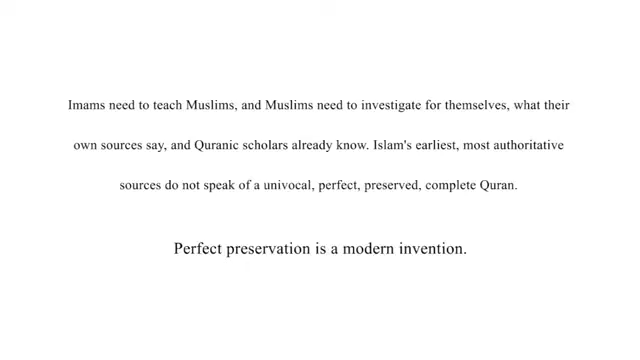 Imams need to teach Muslims, and Muslims need to investigate for themselves, what their
own sources say, and Quranic scholars already know. Islam's earliest, most authoritative
sources do not speak of a univocal, perfect, preserved, complete Quran.
Perfect preservation is a modern invention.